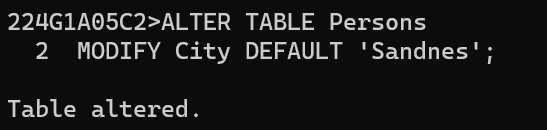 224G1A05C2>ALTER TABLE Persons
  2  MODIFY City DEFAULT 'Sandnes';
Table altered.